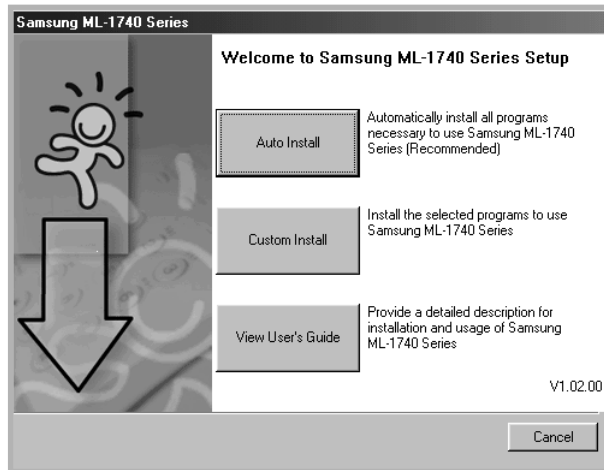 Samsung ML-1740 Series
Welcome to Samsung ML-1740 Series Setup
Auto Install
Automatically install all programs
necessary to use Samsung ML-1740
Series (Recommended)
Custom Install
Install the selected programs to use
Samsung ML-1740 Series
View User's Guide
Provide a detailed description for
installation and usage of Samsung
ML-1740 Series
V1.02.00
Cancel